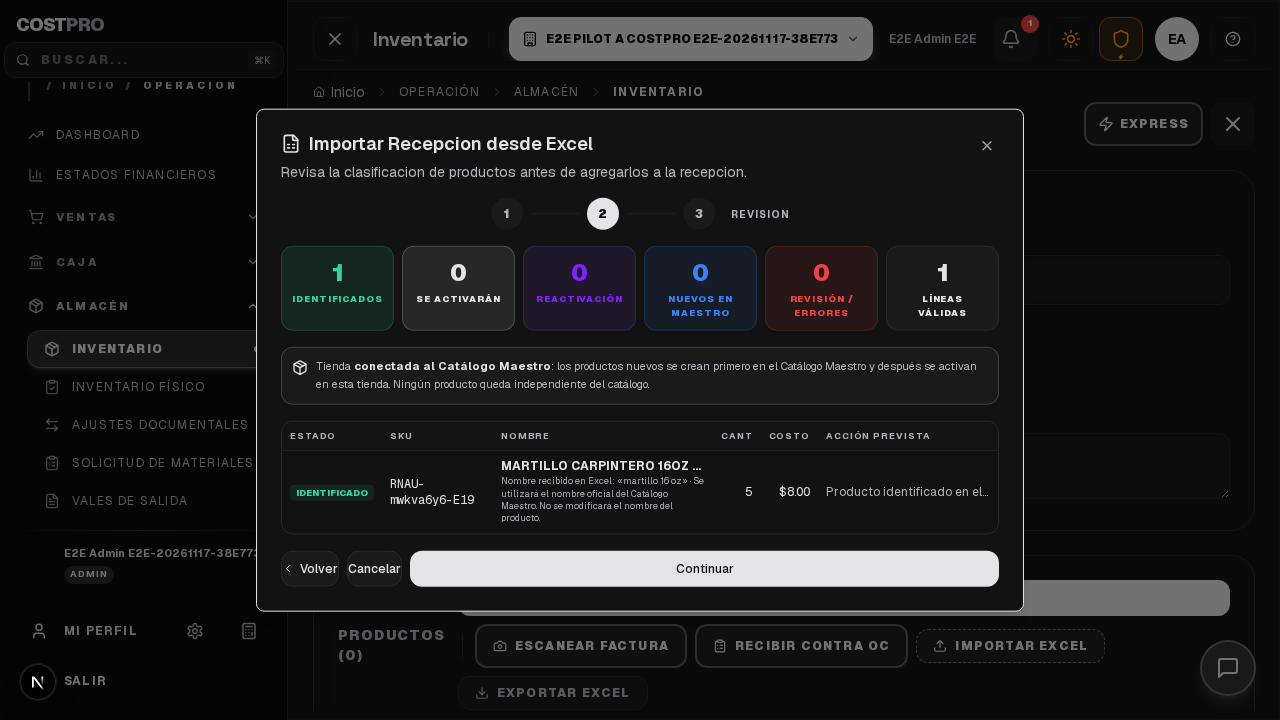 COSTPRO
BUSCAR...
⌘K
/ INICIO / OPERACIÓN
DASHBOARD
ESTADOS FINANCIEROS
VENTAS
CAJA
ALMACÉN
INVENTARIO
INVENTARIO FÍSICO
AJUSTES DOCUMENTALES
SOLICITUD DE MATERIALES
VALES DE SALIDA
E2E Admin E2E-20261117-38E773
ADMIN
MI PERFIL
N
SALIR
Inventario
E2E PILOT A COSTPRO E2E-20261117-38E773
E2E Admin E2E
1
EA
Inicio
OPERACIÓN
ALMACÉN
INVENTARIO
EXPRESS
Importar Recepcion desde Excel
Revisa la clasificacion de productos antes de agregarlos a la recepcion.
1
2
3
REVISION
1
IDENTIFICADOS
0
SE ACTIVARÁN
0
REACTIVACIÓN
0
NUEVOS EN
MAESTRO
0
REVISIÓN /
ERRORES
1
LÍNEAS
VÁLIDAS
Tienda conectada al Catálogo Maestro: los productos nuevos se crean primero en el Catálogo Maestro y después se activan
en esta tienda. Ningún producto queda independiente del catálogo.
ESTADO SKU NOMBRE CANT COSTO ACCIÓN PREVISTA
IDENTIFICADO
RNAU-
mwkva6y6-E19
MARTILLO CARPINTERO 16OZ ...
Nombre recibido en Excel: «martillo 16 oz» · Se
utilizará el nombre oficial del Catálogo
Maestro. No se modificará el nombre del
producto.
5
$8.00
Producto identificado en el...
Volver
Cancelar
Continuar
PRODUCTOS
(0)
ESCANEAR FACTURA
RECIBIR CONTRA OC
IMPORTAR EXCEL
EXPORTAR EXCEL